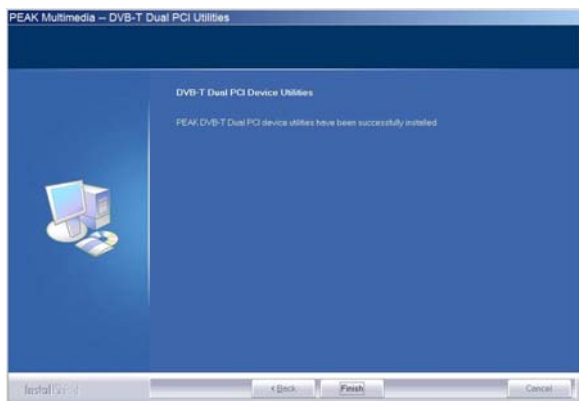 PEAK Multimedia – DVB-T Dual PCI Utilities
DVB-T Dual PCI Device Utilities
PEAK DVB-T Dual PCI device utilities have been successfully installed
InstallShield
< Back
Finish
Cancel